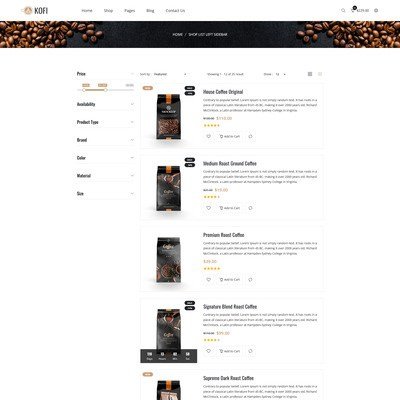 KOFI
Home Shop Pages Blog Contact Us
HOME / SHOP LIST LEFT SIDEBAR
Price
Availability
Product Type
Brand
Color
Material
Size
Sort by Featured
Showing 1 - 12 of 25 result
Show 12
House Coffee Original
Contrary to popular belief, Lorem Ipsum is not simply random text. It has roots in a
piece of classical Latin literature from 45 BC, making it over 2000 years old. Richard
McClintock, a Latin professor at Hampden-Sydney College in Virginia
$110.00
Add to Cart
Medium Roast Ground Coffee
Contrary to popular belief, Lorem Ipsum is not simply random text. It has roots in a
piece of classical Latin literature from 45 BC, making it over 2000 years old. Richard
McClintock, a Latin professor at Hampden-Sydney College in Virginia
$19.00
Add to Cart
Premium Roast Coffee
Contrary to popular belief, Lorem Ipsum is not simply random text. It has roots in a
piece of classical Latin literature from 45 BC, making it over 2000 years old. Richard
McClintock, a Latin professor at Hampden-Sydney College in Virginia
$29.00
Add to Cart
Signature Blend Roast Coffee
Contrary to popular belief, Lorem Ipsum is not simply random text. It has roots in a
piece of classical Latin literature from 45 BC, making it over 2000 years old. Richard
McClintock, a Latin professor at Hampden-Sydney College in Virginia
Add to Cart
Supreme Dark Roast Coffee
Contrary to popular belief, Lorem Ipsum is not simply random text. It has roots in a
piece of classical Latin literature from 45 BC, making it over 2000 years old. Richard